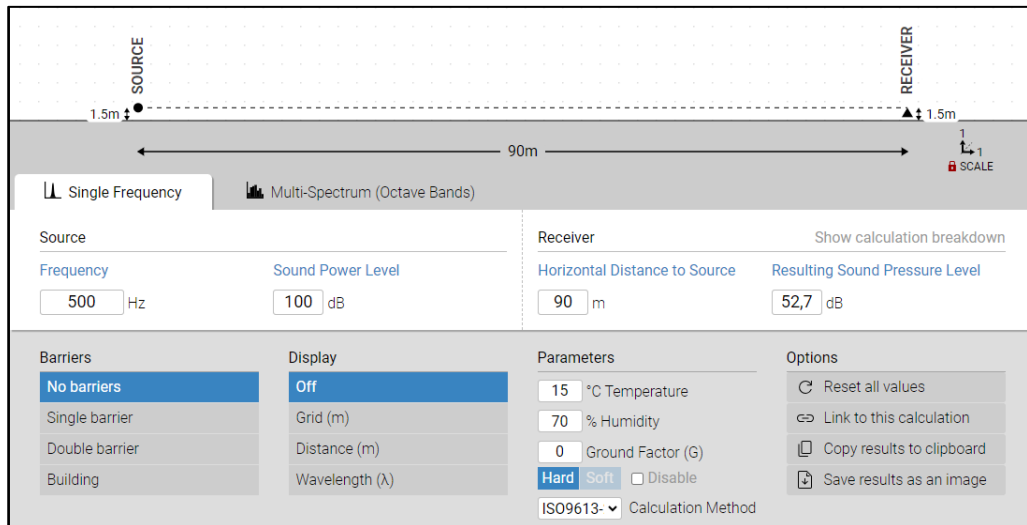 SOURCE
RECEIVER
1.5m
1.5m
90m
1
1
SCALE
Single Frequency
Multi-Spectrum (Octave Bands)
Source
Receiver
Show calculation breakdown
Frequency
Sound Power Level
Horizontal Distance to Source
Resulting Sound Pressure Level
500 Hz
100 dB
90 m
52,7 dB
Barriers
Display
Parameters
Options
No barriers
Off
15 °C Temperature
Reset all values
Single barrier
Grid (m)
70 % Humidity
Link to this calculation
Double barrier
Distance (m)
0 Ground Factor (G)
Copy results to clipboard
Building
Wavelength (λ)
Hard Soft Disable
Save results as an image
ISO9613- Calculation Method